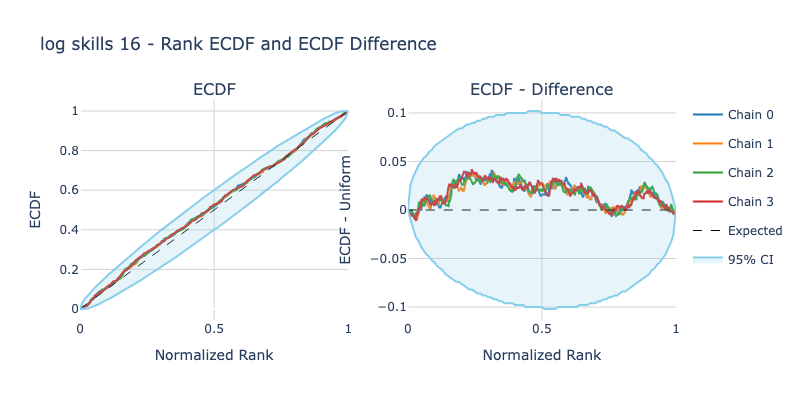 log skills 16 - Rank ECDF and ECDF Difference
ECDF
ECDF - Difference
1
0.8
0.6
0.4
0.2
0
ECDF
0
0.5
1
Normalized Rank
0.1
0.05
0
−0.05
−0.1
ECDF - Uniform
0
0.5
1
Normalized Rank
Chain 0
Chain 1
Chain 2
Chain 3
Expected
95% CI